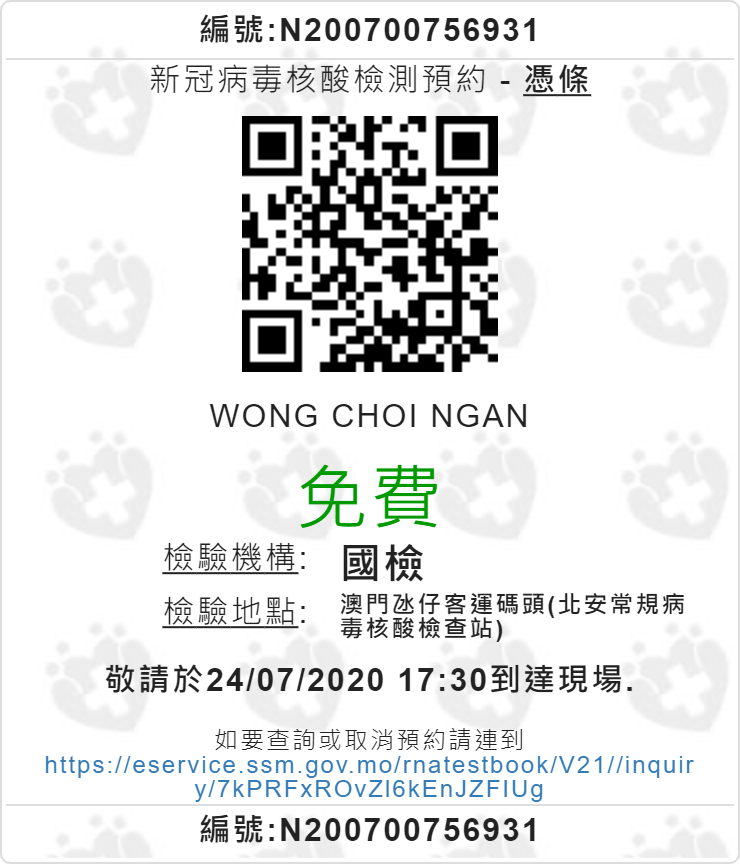 編號:N200700756931
新冠病毒核酸檢測預約 - 憑條
WONG CHOI NGAN
免費
檢驗機構: 國檢
檢驗地點: 澳門氹仔客運碼頭(北安常規病
毒核酸檢查站)
敬請於24/07/2020 17:30到達現場.
如要查詢或取消預約請連到
https://eservice.ssm.gov.mo/rnatestbook/V21//inquir
y/7kPRFxROvZl6kEnJZFIUg
編號:N200700756931